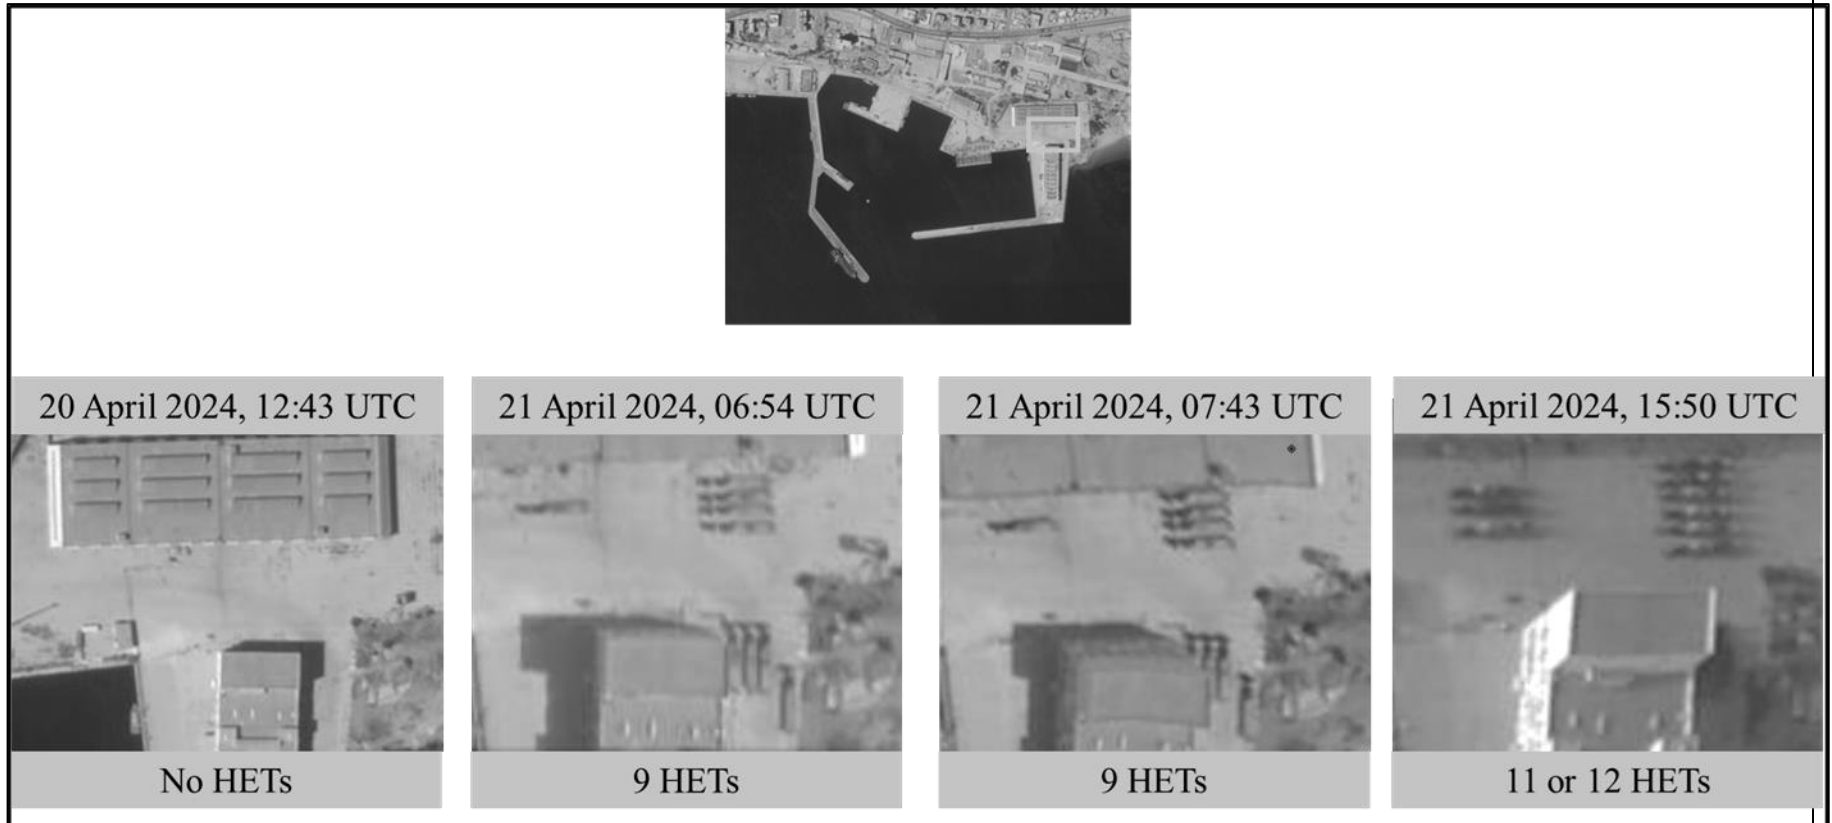 20 April 2024, 12:43 UTC
21 April 2024, 06:54 UTC
21 April 2024, 07:43 UTC
21 April 2024, 15:50 UTC
No HETs
9 HETs
9 HETs
11 or 12 HETs